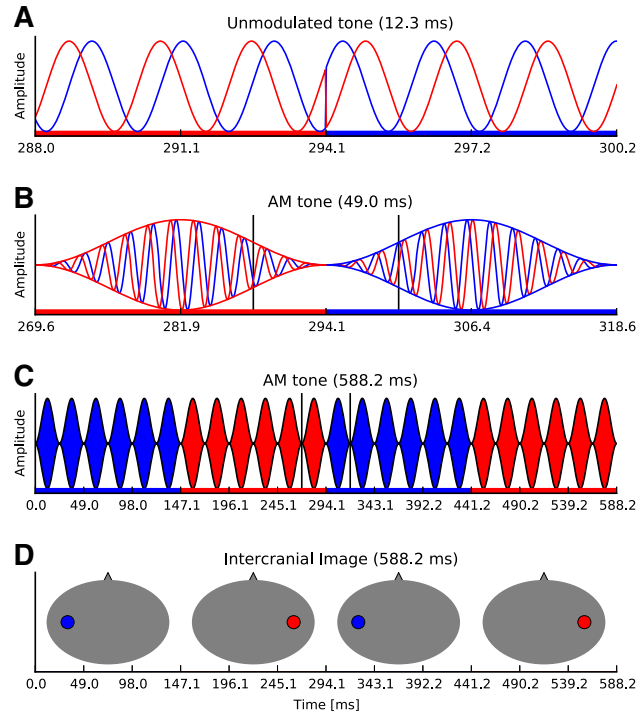 A
Unmodulated tone (12.3 ms)
Amplitude
288.0 291.1 294.1 297.2 300.2
B
AM tone (49.0 ms)
Amplitude
269.6 281.9 294.1 306.4 318.6
C
AM tone (588.2 ms)
Amplitude
0.0 49.0 98.0 147.1 196.1 245.1 294.1 343.1 392.2 441.2 490.2 539.2 588.2
D
Intercranial Image (588.2 ms)
0.0 49.0 98.0 147.1 196.1 245.1 294.1 343.1 392.2 441.2 490.2 539.2 588.2
Time [ms]